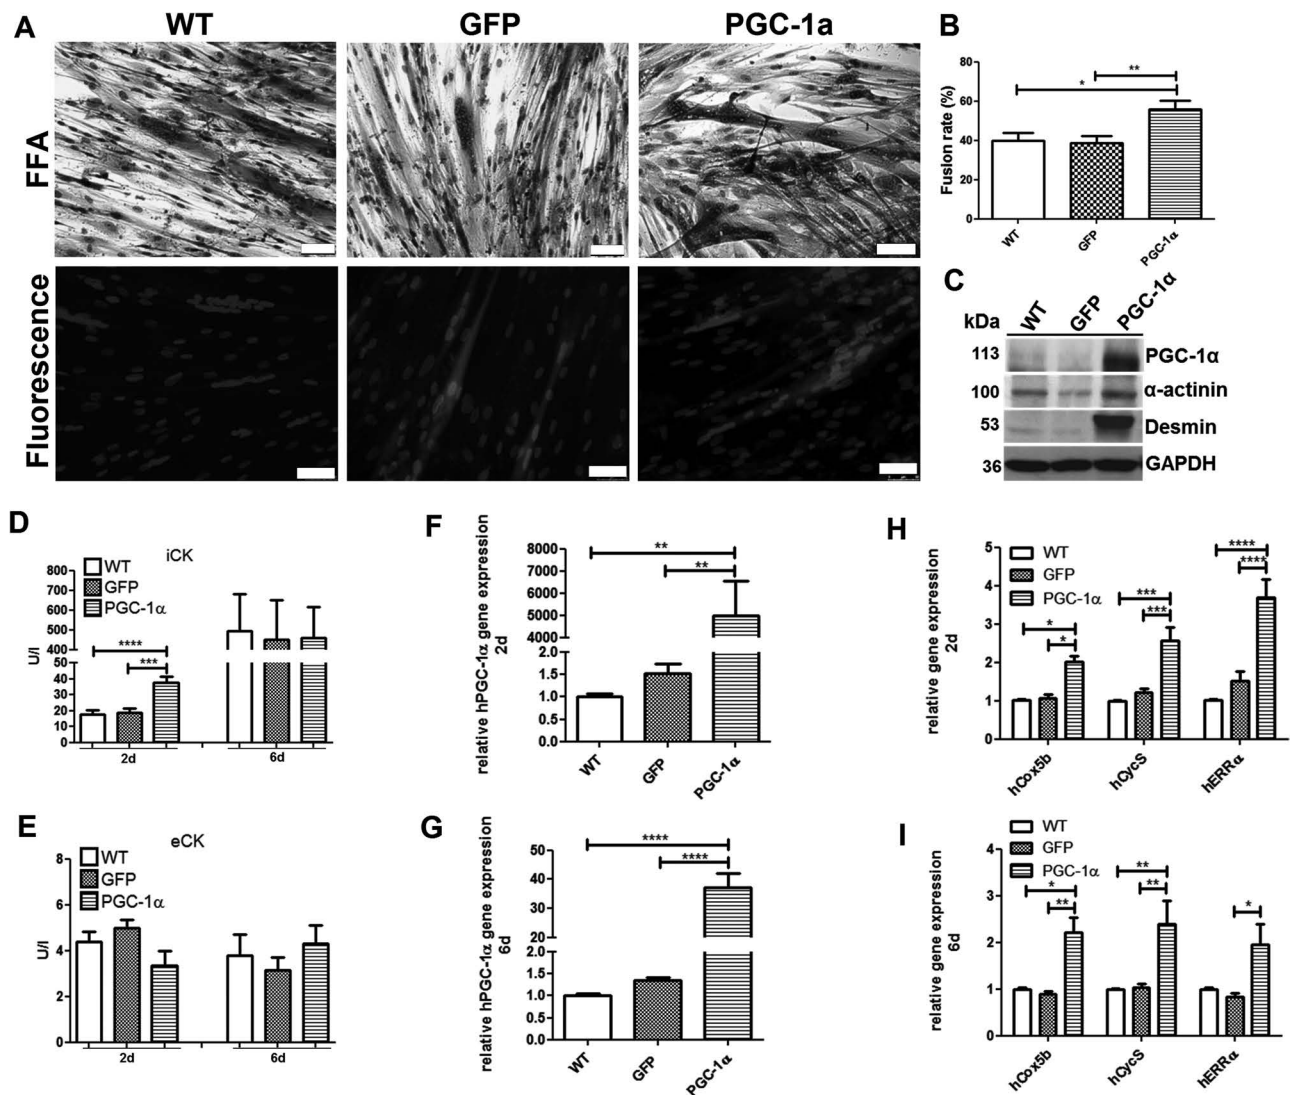 A
WT
GFP
PGC-1a
FFA
Fluorescence
B
Fusion rate (%)
80
60
40
20
0
*
**
WT
GFP
PGC-1α
C
kDa
WT
GFP
PGC-1α
113
PGC-1α
100
α-actinin
53
Desmin
36
GAPDH
D
iCK
WT
GFP
PGC-1α
U/l
800
700
600
500
400
50
40
30
20
10
0
****
***
2d
6d
E
eCK
WT
GFP
PGC-1α
U/l
8
6
4
2
0
2d
6d
F
relative hPGC-1α gene expression
2d
8000
7000
6000
5000
4000
2.0
1.5
1.0
0.5
0.0
**
**
WT
GFP
PGC-1α
G
relative hPGC-1α gene expression
6d
50
40
30
20
2.0
1.5
1.0
0.5
0.0
****
****
WT
GFP
PGC-1α
H
relative gene expression
2d
5
4
3
2
1
0
WT
GFP
PGC-1α
*
*
***
***
****
****
hCox5b
hCycS
hERRα
I
relative gene expression
6d
4
3
2
1
0
WT
GFP
PGC-1α
*
**
**
**
*
hCox5b
hCycS
hERRα